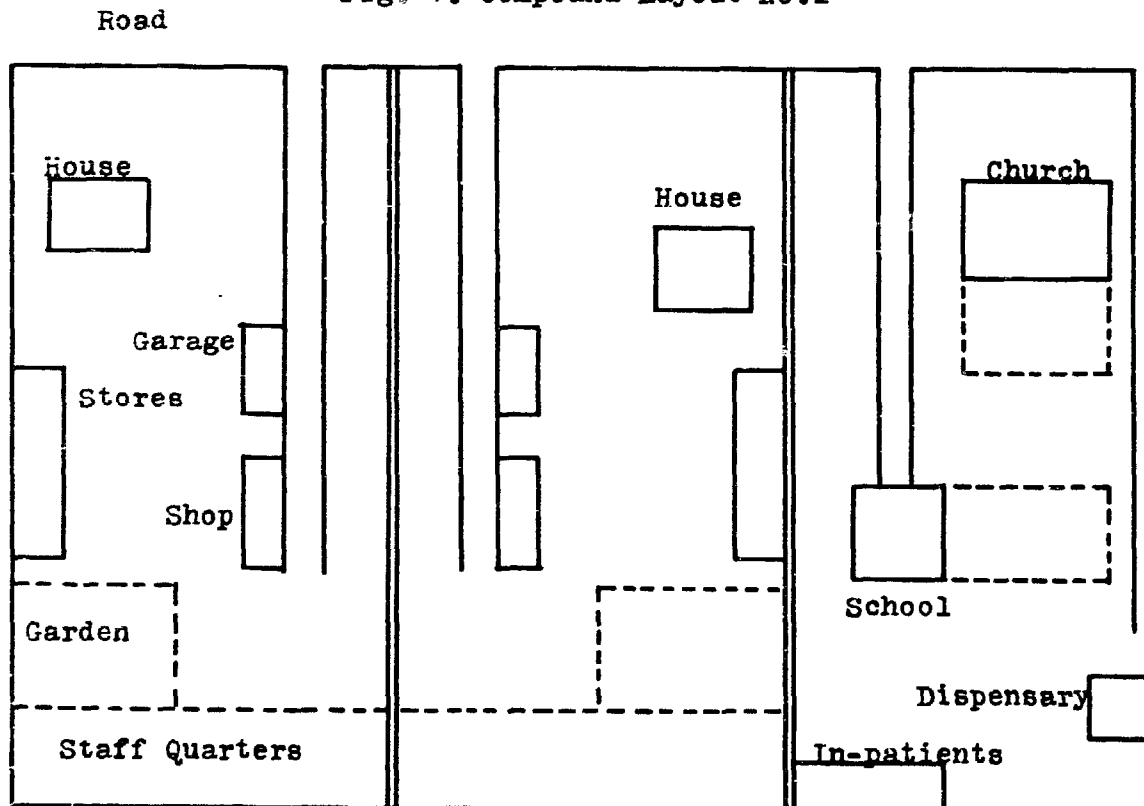 Road
House
Church
House
Garage
Stores
Shop
School
Garden
Dispensary
Staff Quarters
In-patients